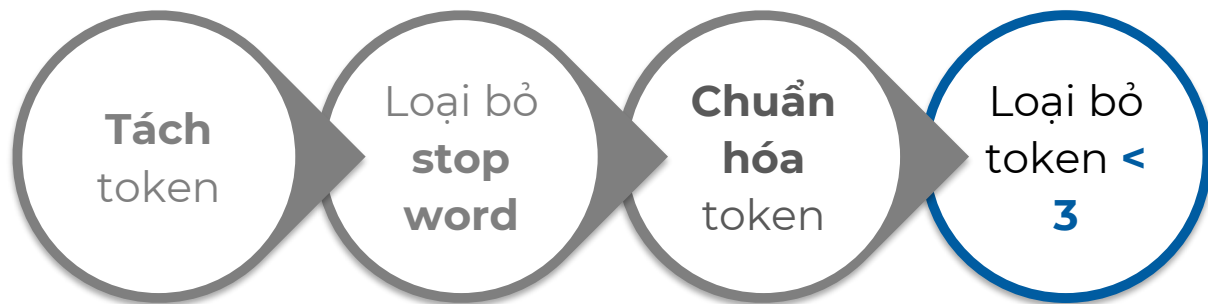 Tách
token
Loại bỏ
stop
word
Chuẩn
hóa
token
Loại bỏ
token <
3